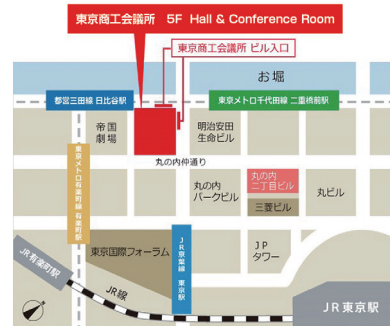 東京商工会議所 5F Hall & Conference Room
東京商工会議所 ビル入口
お堀
都営三田線 日比谷駅
東京メトロ千代田線 二重橋前駅
帝国
劇場
明治安田
生命ビル
丸の内仲通り
東京メトロ有楽町線 有楽町駅
丸の内
パークビル
丸の内
二丁目ビル
三菱ビル
丸ビル
JR有楽町駅
東京国際フォーラム
JR京葉線 東京駅
JP
タワー
JR線
JR東京駅